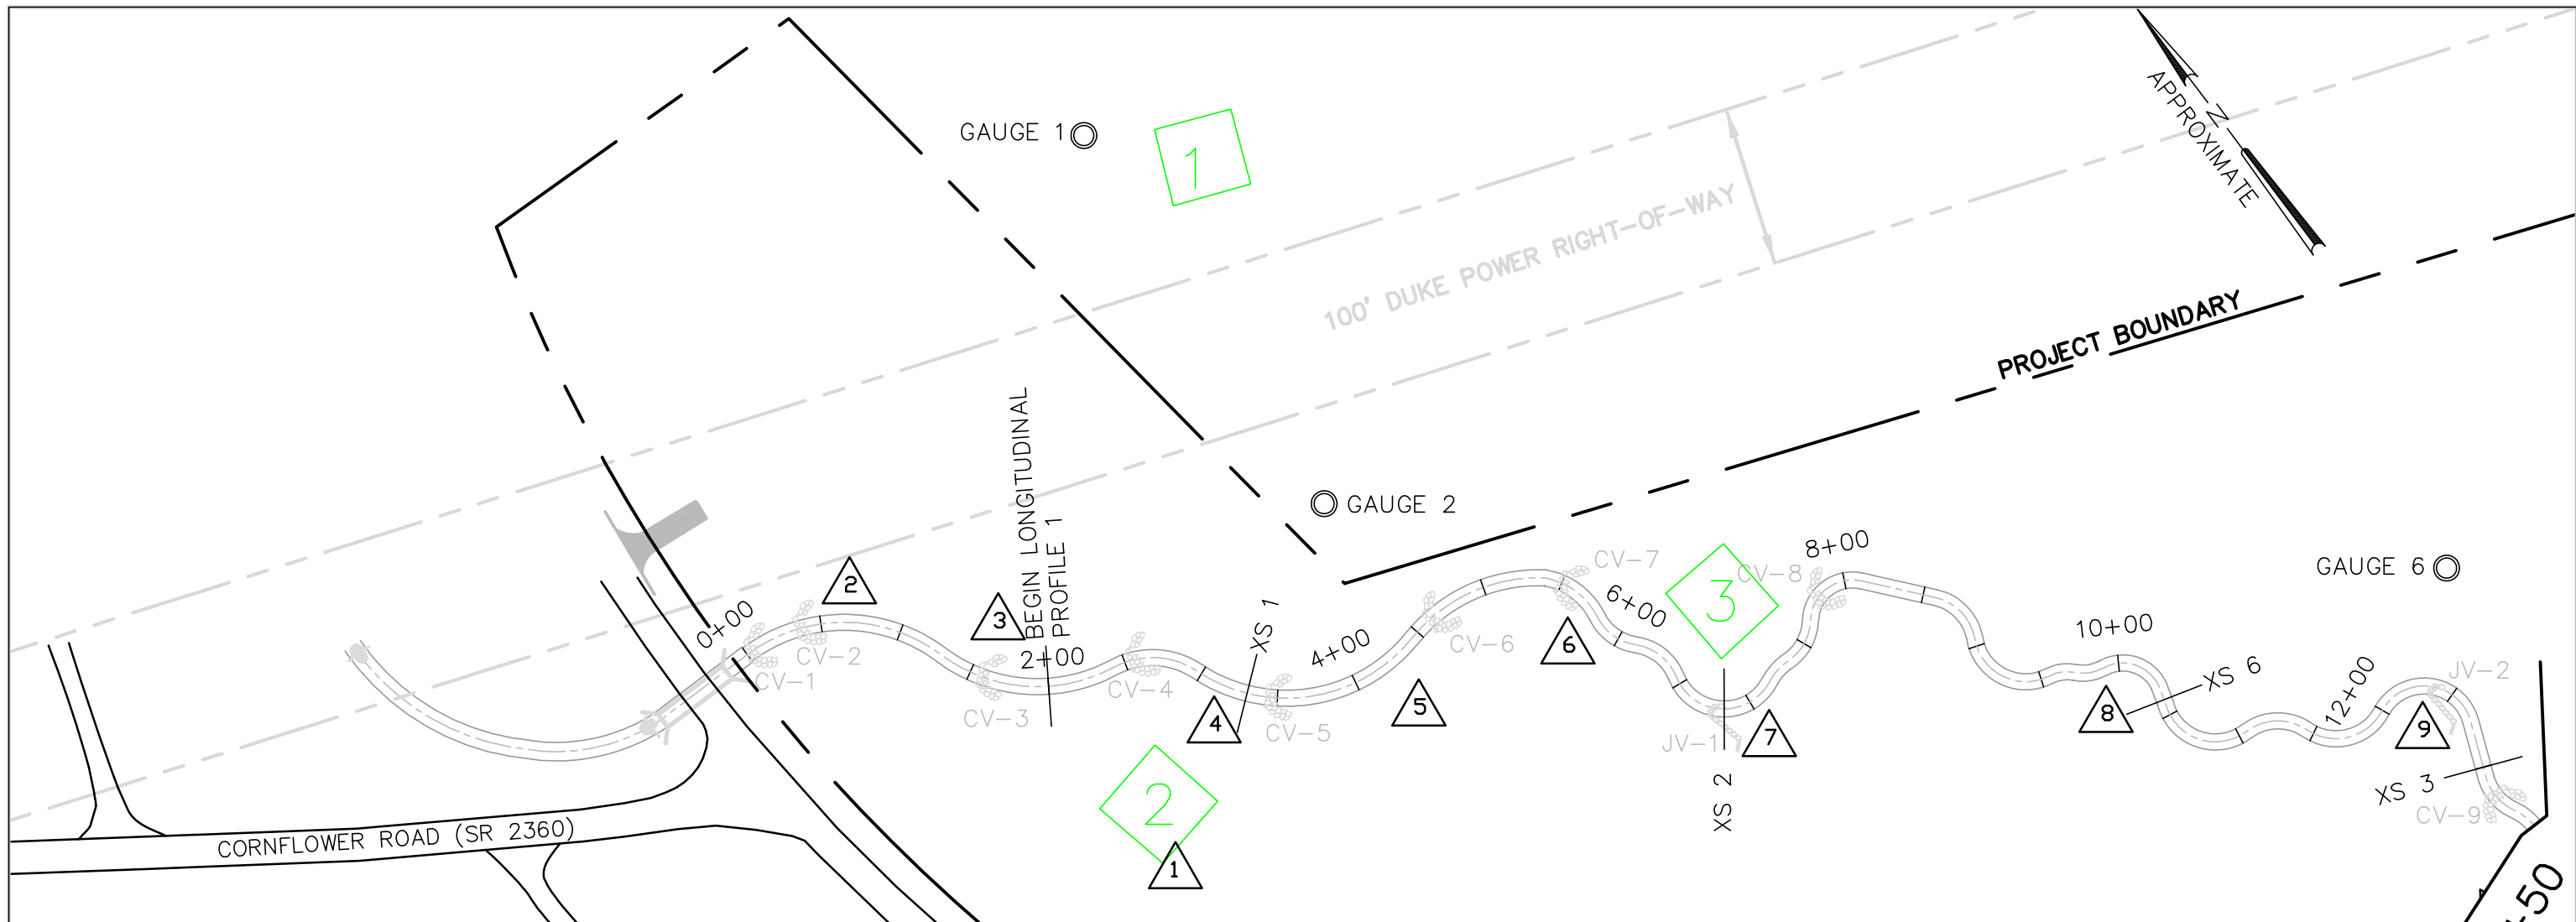 GAUGE 1
1
N
APPROXIMATE
100' DUKE POWER RIGHT-OF-WAY
PROJECT BOUNDARY
BEGIN LONGITUDINAL
PROFILE 1
GAUGE 2
GAUGE 6
0+00
2
3
2+00
XS 1
4+00
CV-7
6+00
3
CV-8
8+00
10+00
XS 6
12+00
JV-2
CV-1
CV-2
CV-3
CV-4
4
CV-5
5
CV-6
6
JV-1
7
XS 2
8
9
XS 3
CV-9
2
1
CORNFLOWER ROAD (SR 2360)
50